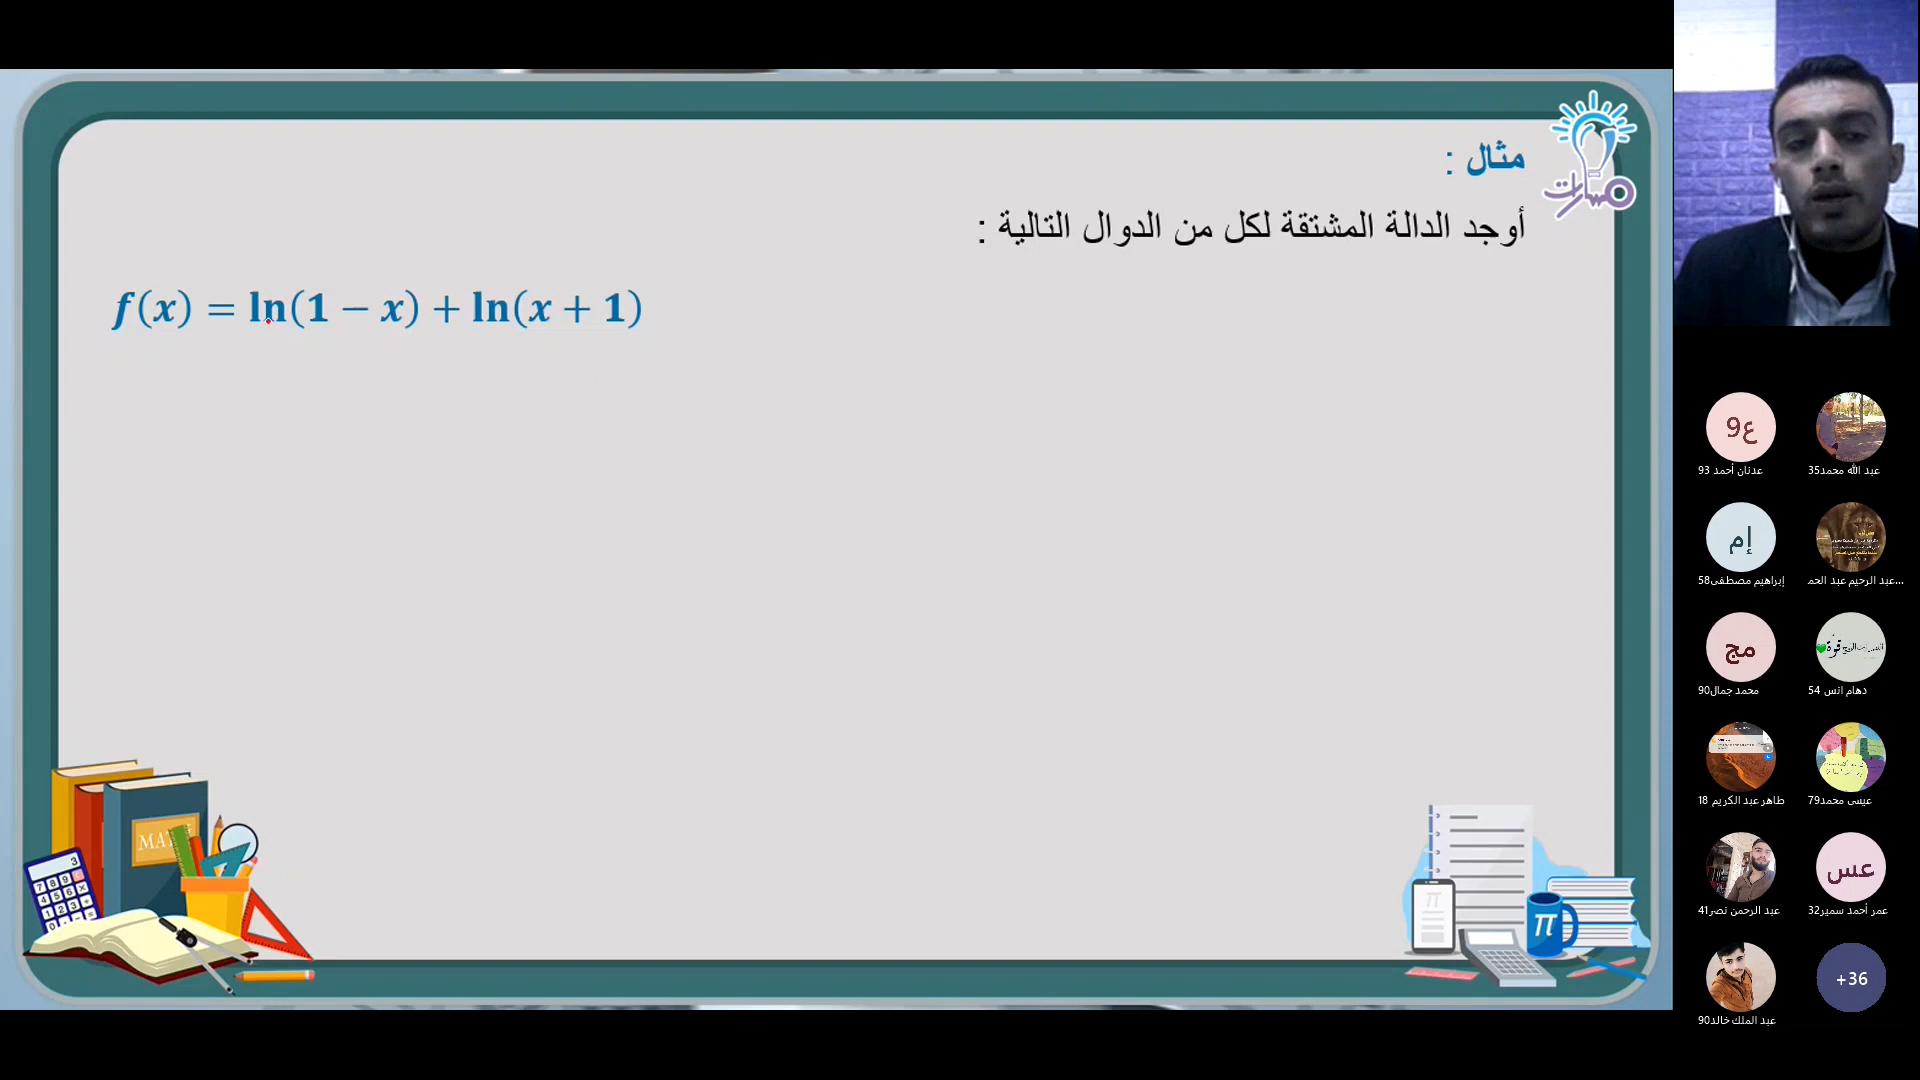 مسارات
مثال :
أوجد الدالة المشتقة لكل من الدوال التالية :
f(x) = ln(1 − x) + ln(x + 1)
MATH
π
π
ع9
عدنان أحمد 93
عبد الله محمد35
إم
إبراهيم مصطفى58
عبد الرحيم عبد الحم...
مج
محمد جمال90
دهام انس 54
طاهر عبد الكريم 18
عيسى محمد79
عبد الرحمن نصر41
عس
عمر أحمد سمير32
عبد الملك خالد90
+36